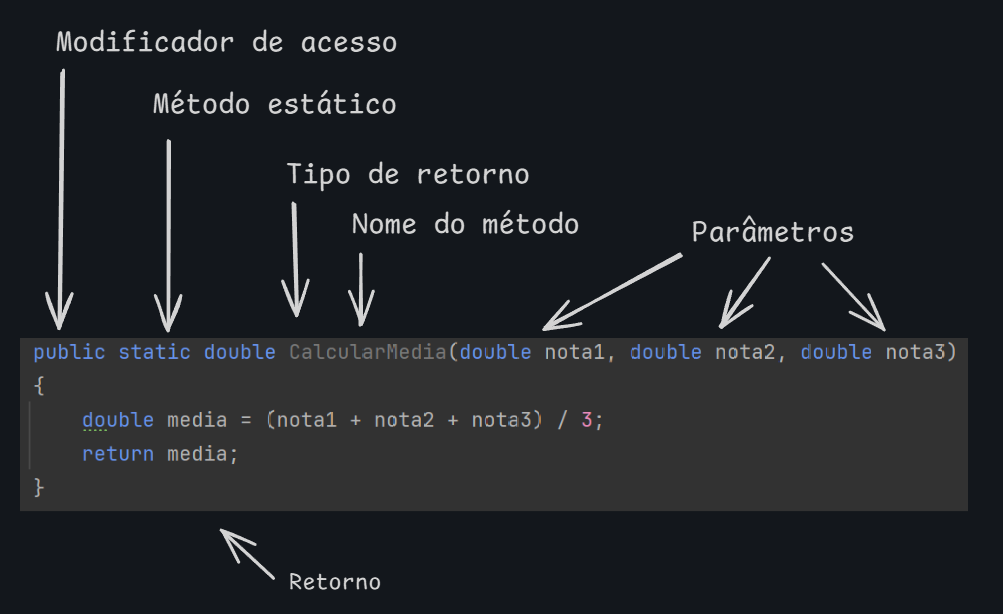 Modificador de acesso
Método estático
Tipo de retorno
Nome do método
Parâmetros
public static double CalcularMedia(double nota1, double nota2, double nota3)
{
double media = (nota1 + nota2 + nota3) / 3;
return media;
}
Retorno